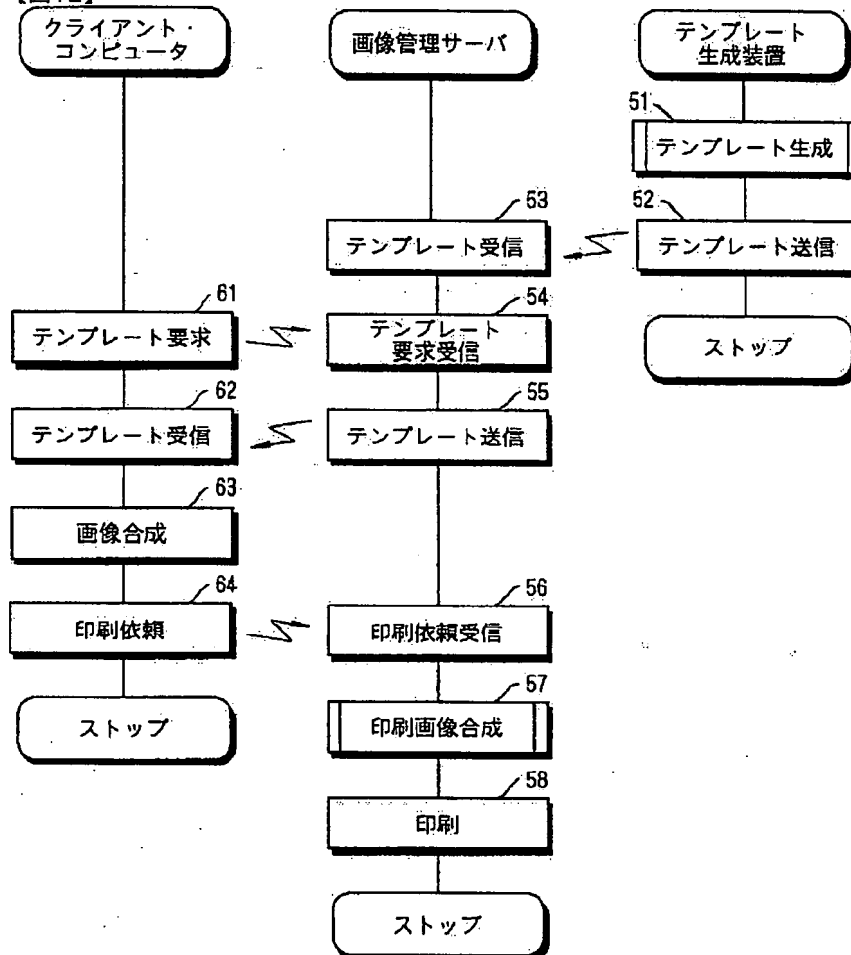 クライアント・
コンピュータ
画像管理サーバ
テンプレート
生成装置
51
テンプレート生成
52
テンプレート送信
53
テンプレート受信
61
テンプレート要求
54
テンプレート
要求受信
ストップ
62
テンプレート受信
55
テンプレート送信
63
画像合成
64
印刷依頼
56
印刷依頼受信
ストップ
57
印刷画像合成
58
印刷
ストップ